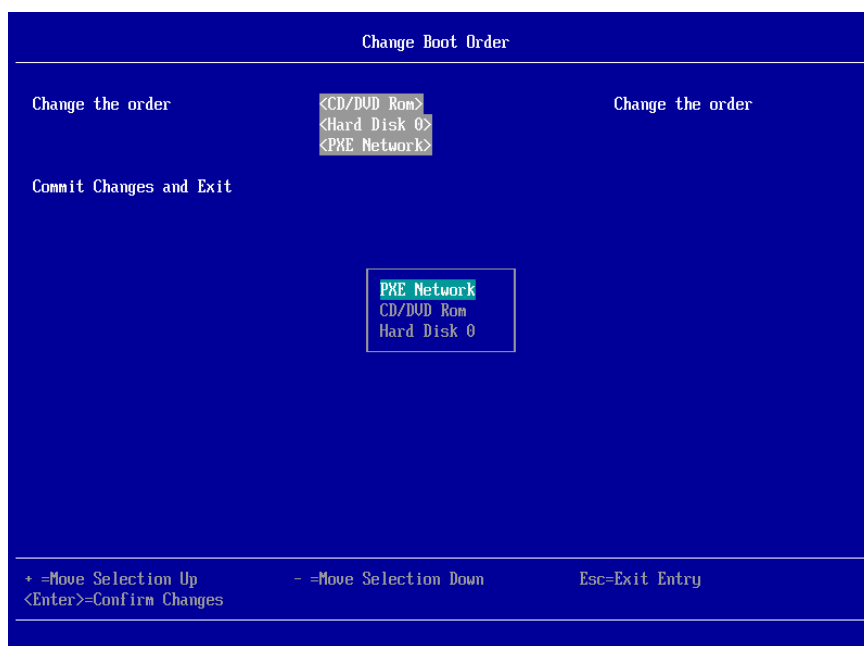 Change Boot Order
Change the order <CD/DVD Rom> Change the order
<Hard Disk 0>
<PXE Network>
Commit Changes and Exit
PXE Network
CD/DVD Rom
Hard Disk 0
+ =Move Selection Up - =Move Selection Down Esc=Exit Entry
<Enter>=Confirm Changes